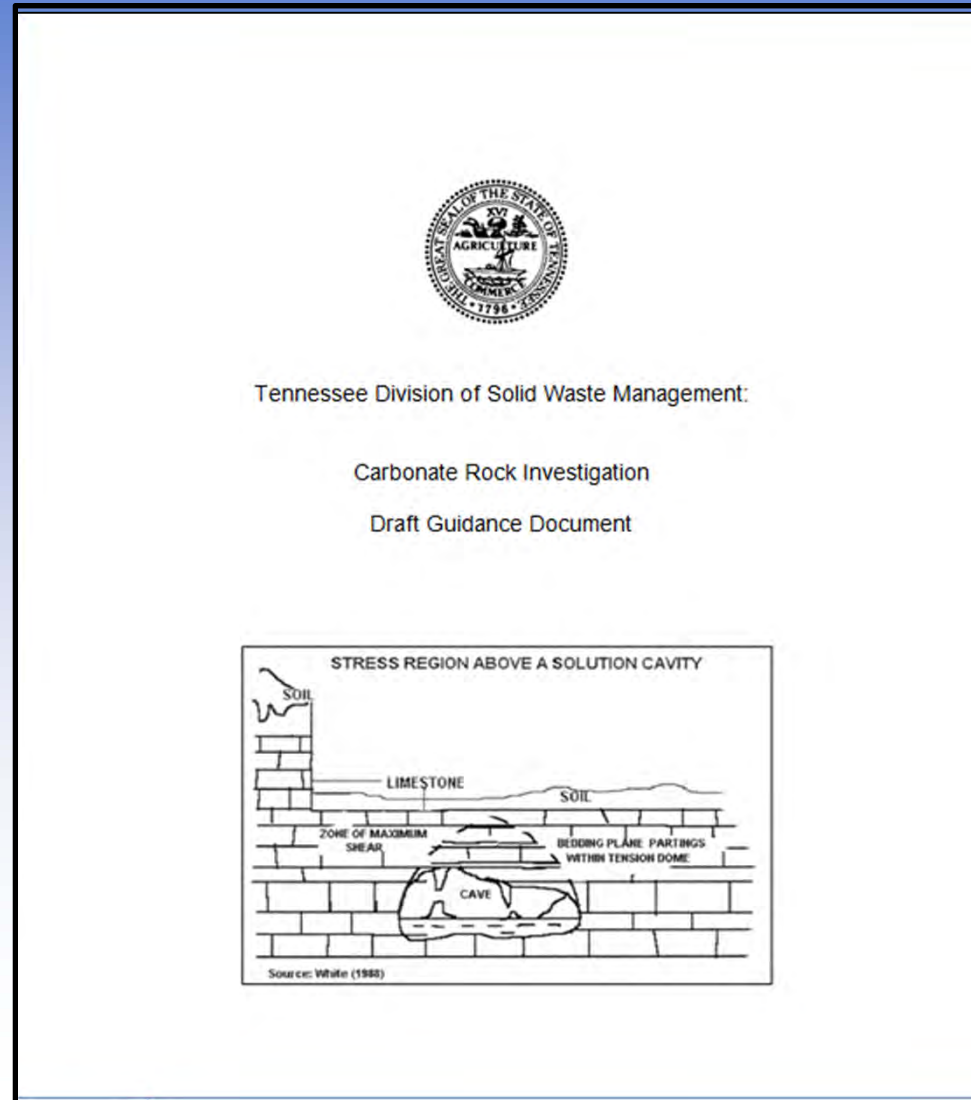 THE GREAT SEAL OF THE STATE OF TENNESSEE
XVI
AGRICULTURE
COMMERCE
1796
Tennessee Division of Solid Waste Management:
Carbonate Rock Investigation
Draft Guidance Document
STRESS REGION ABOVE A SOLUTION CAVITY
SOIL
LIMESTONE
SOIL
ZONE OF MAXIMUM
SHEAR
BEDDING PLANE PARTINGS
WITHIN TENSION DOME
CAVE
Source: White (1988)